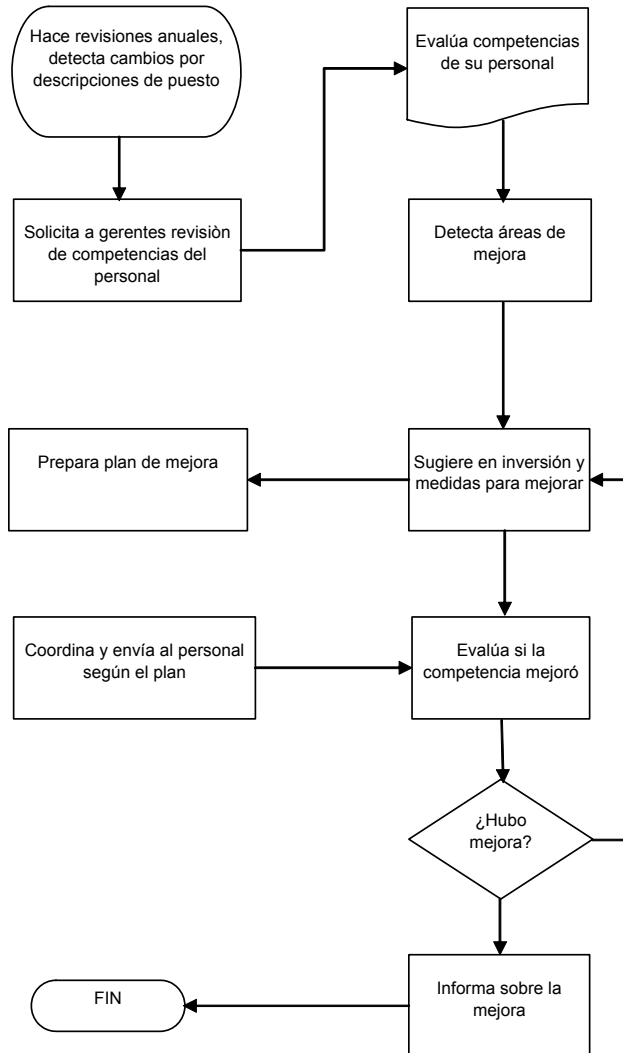 Hace revisiones anuales,
detecta cambios por
descripciones de puesto
Evalúa competencias
de su personal
Solicita a gerentes revisiòn
de competencias del
personal
Detecta áreas de
mejora
Prepara plan de mejora
Sugiere en inversión y
medidas para mejorar
Coordina y envía al personal
según el plan
Evalúa si la
competencia mejoró
¿Hubo
mejora?
Informa sobre la
mejora
FIN